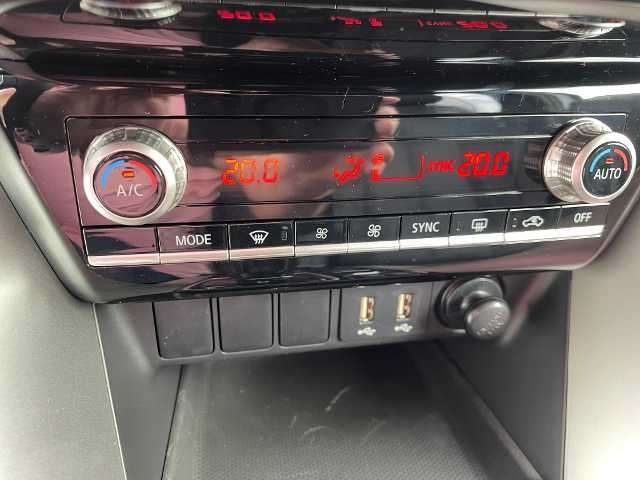 20.0 SYNC 20.0
A/C AUTO
MODE SYNC OFF